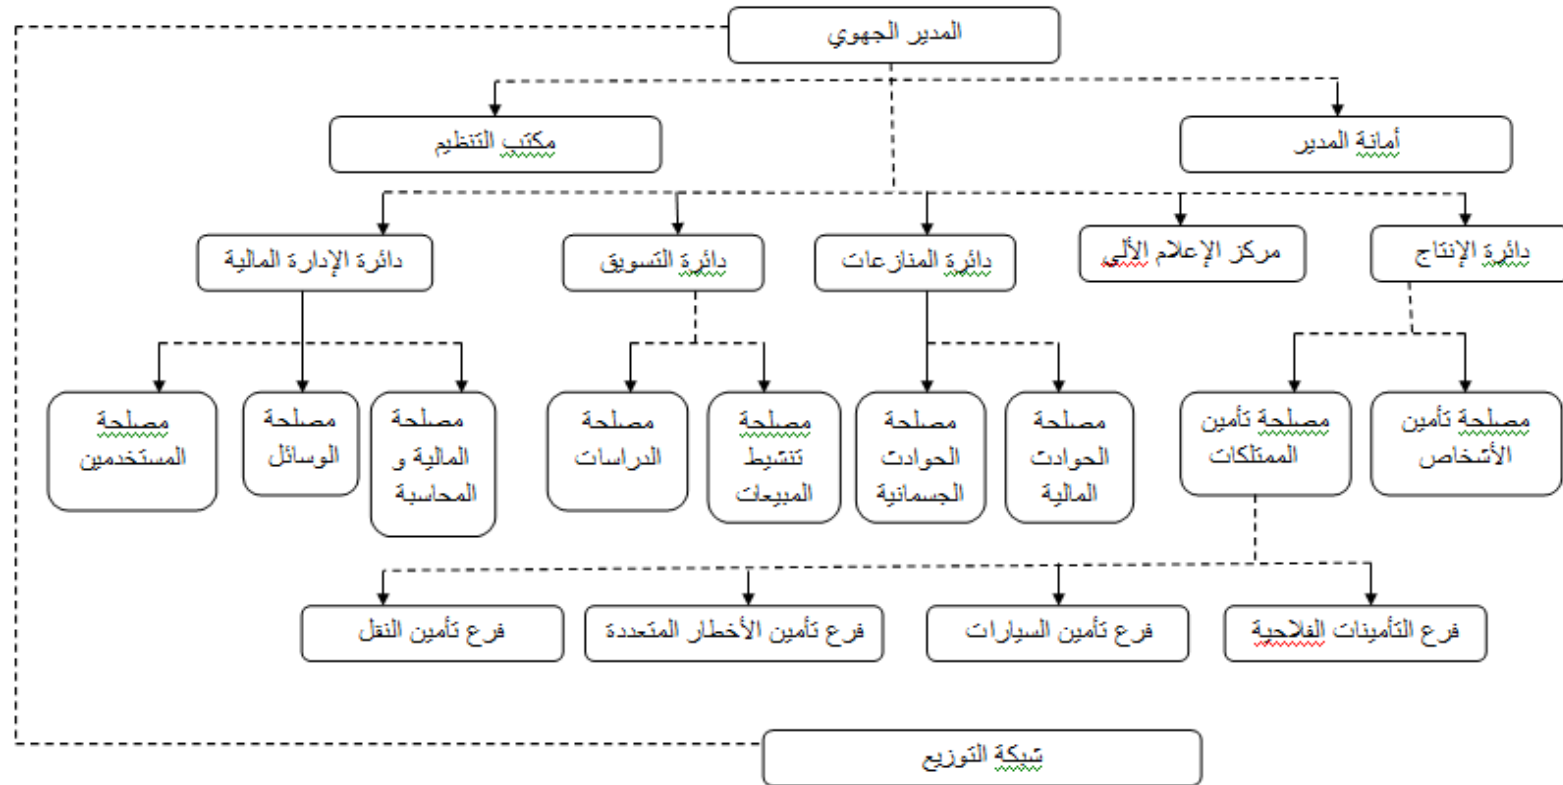 المدير الجهوي
أمانة المدير
مكتب التنظيم
دائرة الإنتاج
مركز الإعلام الألي
دائرة المنازعات
دائرة التسويق
دائرة الإدارة المالية
مصلحة تأمين
الأشخاص
مصلحة تأمين
الممتلكات
مصلحة
الحوادث
المالية
مصلحة
الحوادث
الجسمانية
مصلحة
تنشيط
المبيعات
مصلحة
الدراسات
مصلحة
المالية و
المحاسبة
مصلحة
الوسائل
مصلحة
المستخدمين
فرع التأمينات الفلاحية
فرع تأمين السيارات
فرع تأمين الأخطار المتعددة
فرع تأمين النقل
شبكة التوزيع